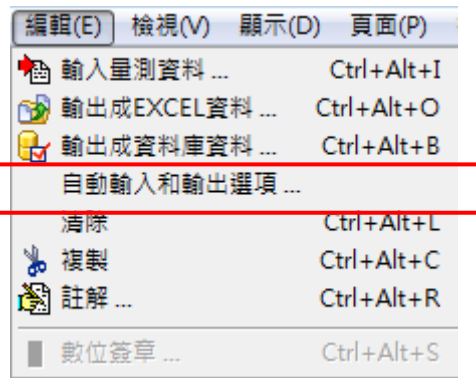 編輯(E) 檢視(V) 顯示(D) 頁面(P)
輸入量測資料 ... Ctrl+Alt+I
輸出成EXCEL資料 ... Ctrl+Alt+O
輸出成資料庫資料 ... Ctrl+Alt+B
自動輸入和輸出選項 ...
清除 Ctrl+Alt+L
複製 Ctrl+Alt+C
註解 ... Ctrl+Alt+R
數位簽章 ... Ctrl+Alt+S